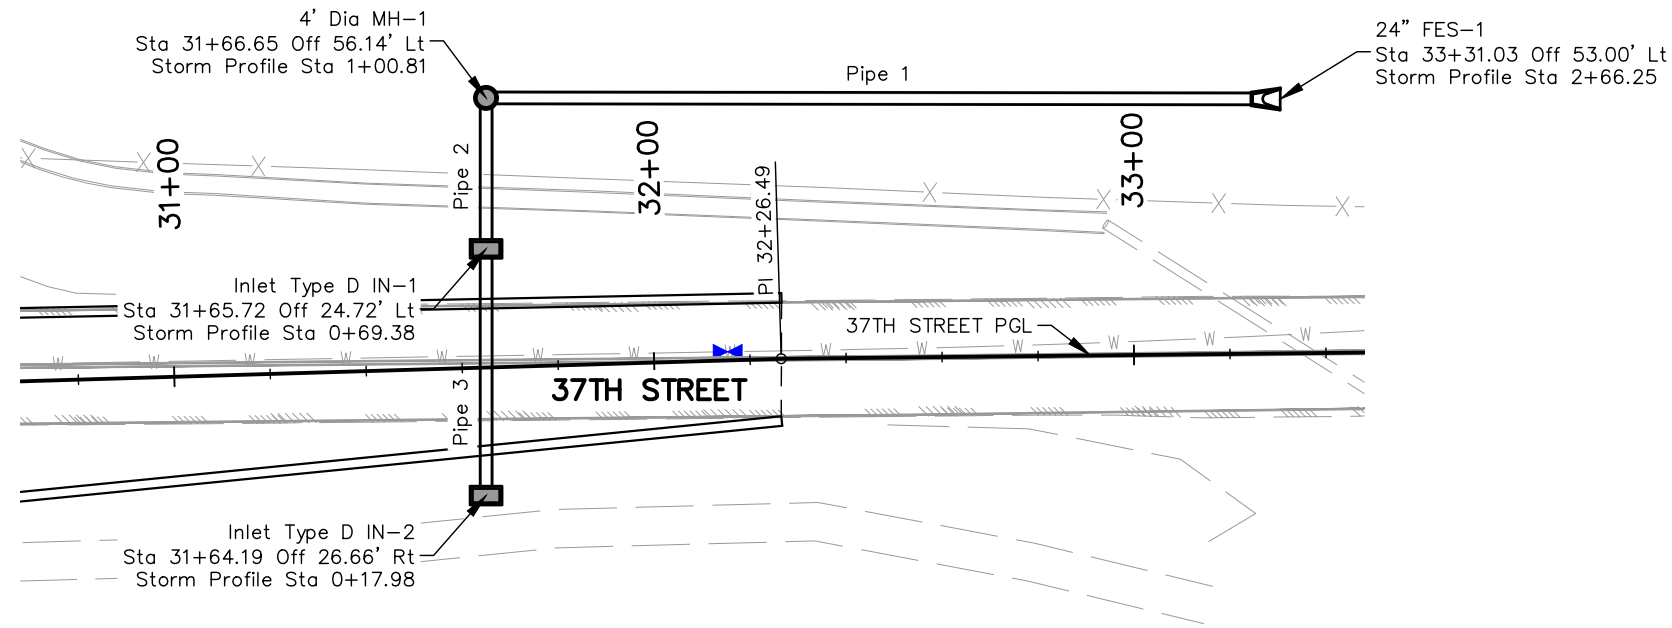 4' Dia MH-1
Sta 31+66.65 Off 56.14' Lt
Storm Profile Sta 1+00.81
24" FES-1
Sta 33+31.03 Off 53.00' Lt
Storm Profile Sta 2+66.25
Pipe 1
31+00
Pipe 2
32+00
PI 32+26.49
33+00
X X X X X X X
Inlet Type D IN-1
Sta 31+65.72 Off 24.72' Lt
Storm Profile Sta 0+69.38
37TH STREET PGL
W W W W W W W W W W W W W
37TH STREET
Pipe 3
Inlet Type D IN-2
Sta 31+64.19 Off 26.66' Rt
Storm Profile Sta 0+17.98